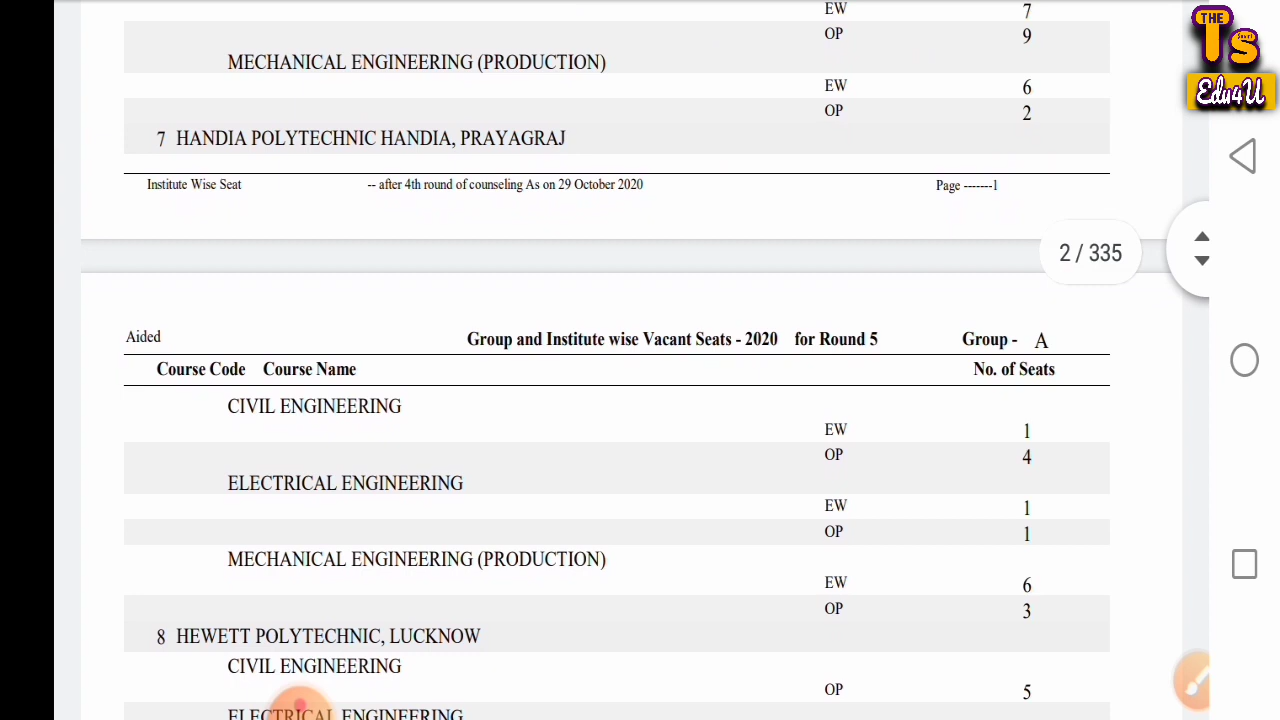 EW 7
OP 9
MECHANICAL ENGINEERING (PRODUCTION)
EW 6
OP 2
7 HANDIA POLYTECHNIC HANDIA, PRAYAGRAJ
Institute Wise Seat -- after 4th round of counseling As on 29 October 2020 Page -------1
2 / 335
Aided Group and Institute wise Vacant Seats - 2020 for Round 5 Group - A
Course Code Course Name No. of Seats
CIVIL ENGINEERING
EW 1
OP 4
ELECTRICAL ENGINEERING
EW 1
OP 1
MECHANICAL ENGINEERING (PRODUCTION)
EW 6
OP 3
8 HEWETT POLYTECHNIC, LUCKNOW
CIVIL ENGINEERING
OP 5
ELECTRICAL ENGINEERING
THE
Ts
Edu4U